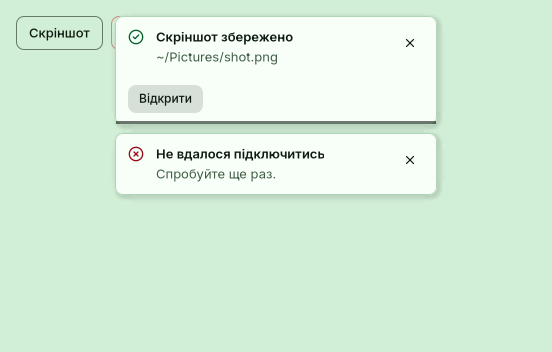 Скріншот
Скріншот збережено
~/Pictures/shot.png
Відкрити
Не вдалося підключитись
Спробуйте ще раз.